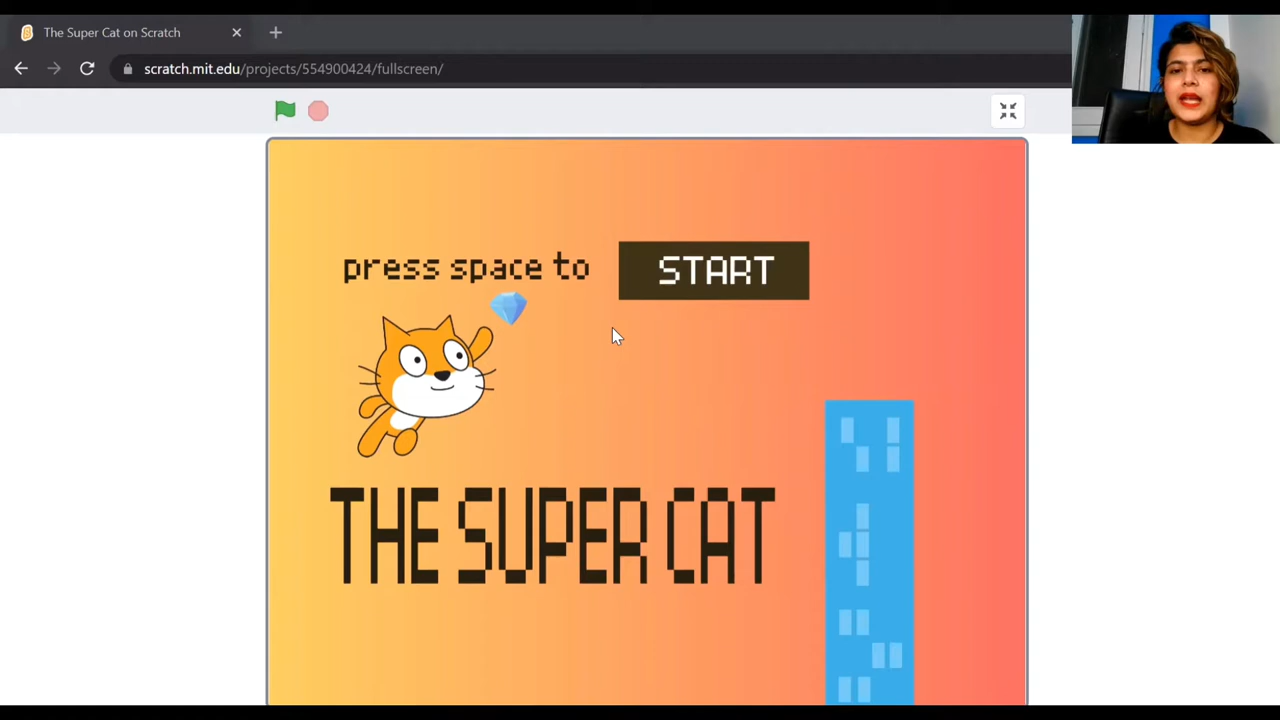 The Super Cat on Scratch
scratch.mit.edu/projects/554900424/fullscreen/
press space to START
THE SUPER CAT